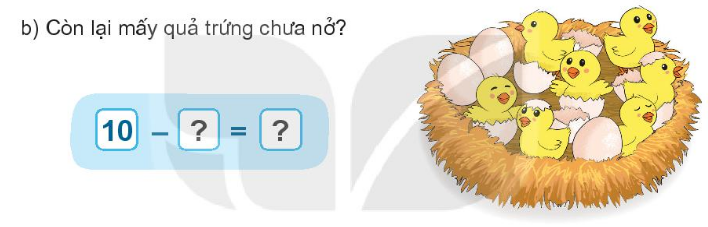 b) Còn lại mấy quả trứng chưa nở?
10 – ? = ?